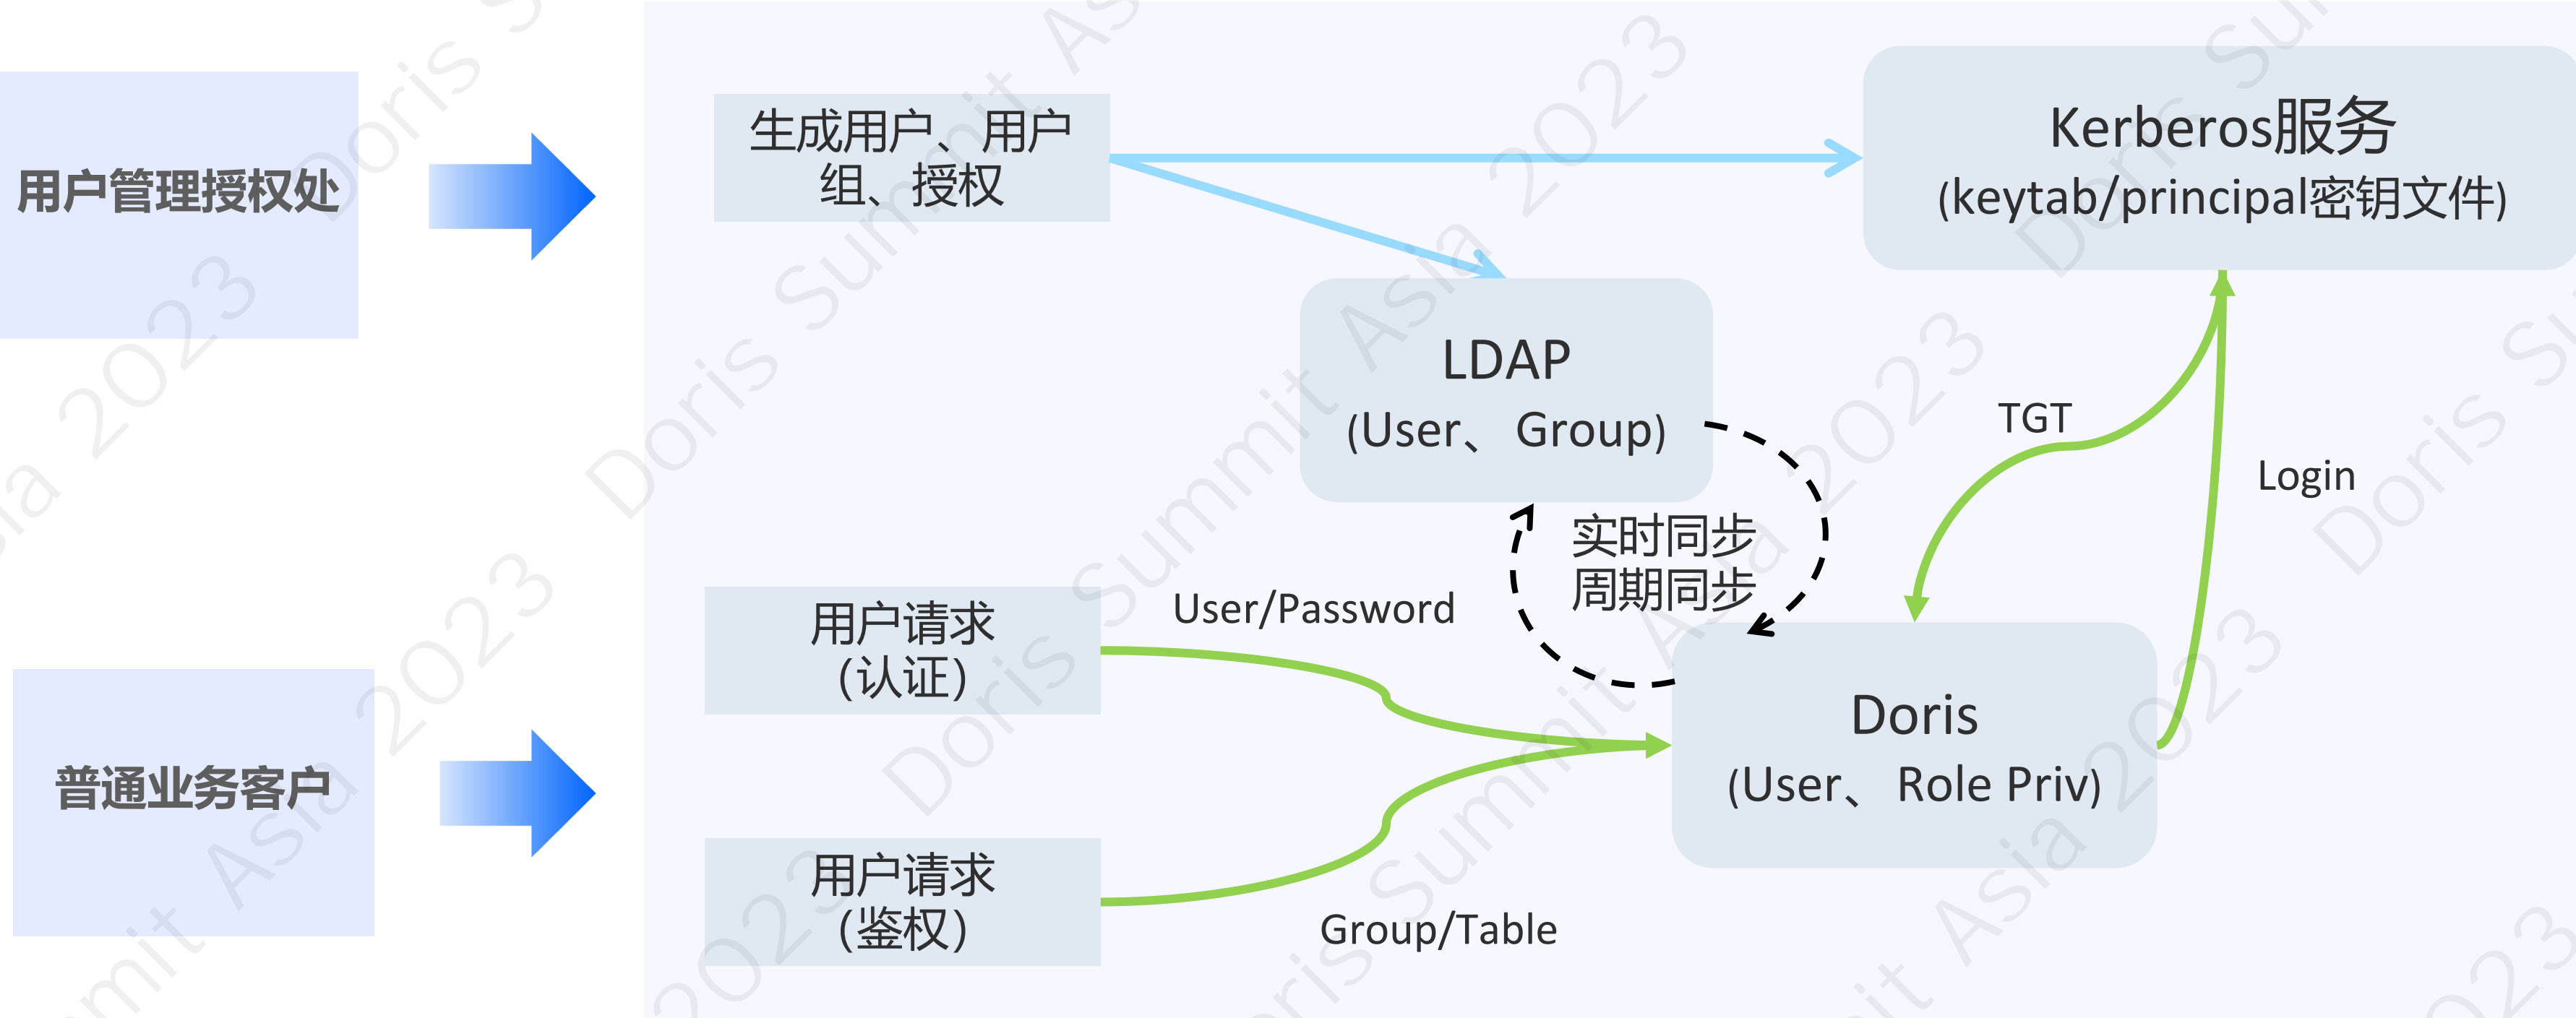 用户管理授权处
生成用户、用户
组、授权
Kerberos服务
(keytab/principal密钥文件)
LDAP
(User、Group)
TGT
Login
实时同步
周期同步
用户请求
(认证)
User/Password
普通业务客户
Doris
(User、Role Priv)
用户请求
(鉴权)
Group/Table
Doris Summit Asia 2023